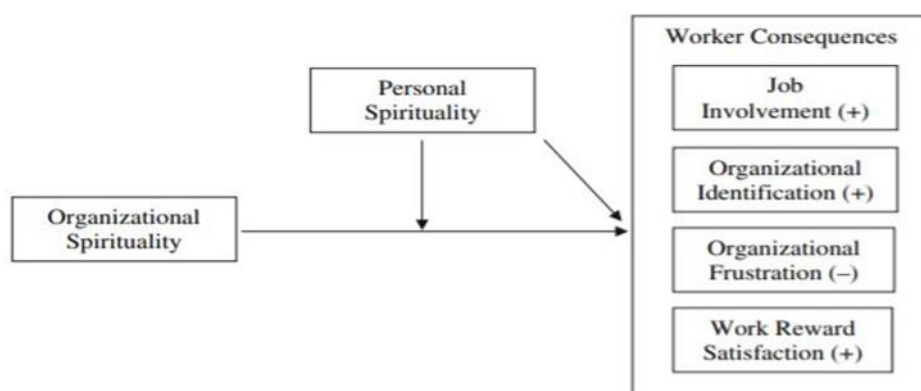 Worker Consequences
Personal
Spirituality
Job
Involvement (+)
Organizational
Identification (+)
Organizational
Spirituality
Organizational
Frustration (–)
Work Reward
Satisfaction (+)